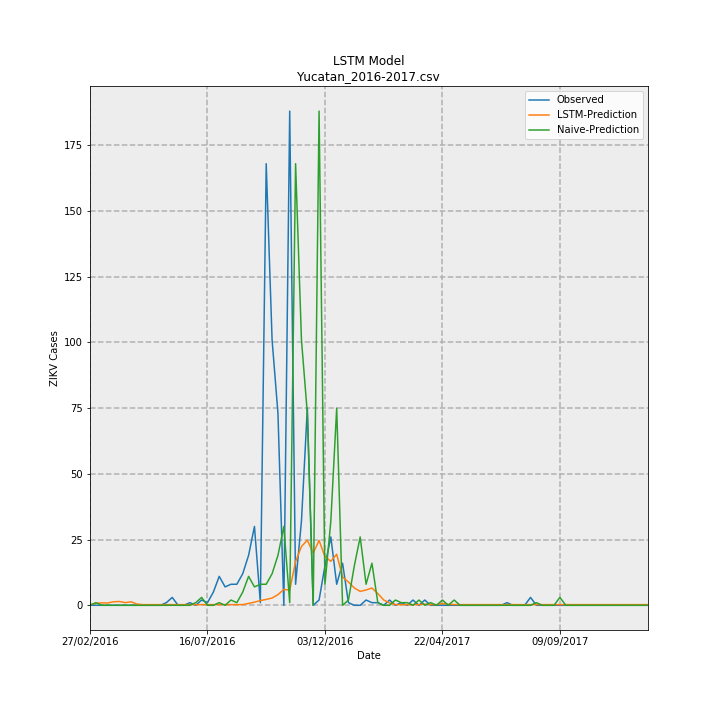 LSTM Model
Yucatan_2016-2017.csv
Observed
LSTM-Prediction
Naive-Prediction
175
150
125
100
75
50
25
0
ZIKV Cases
27/02/2016
16/07/2016
03/12/2016
22/04/2017
09/09/2017
Date